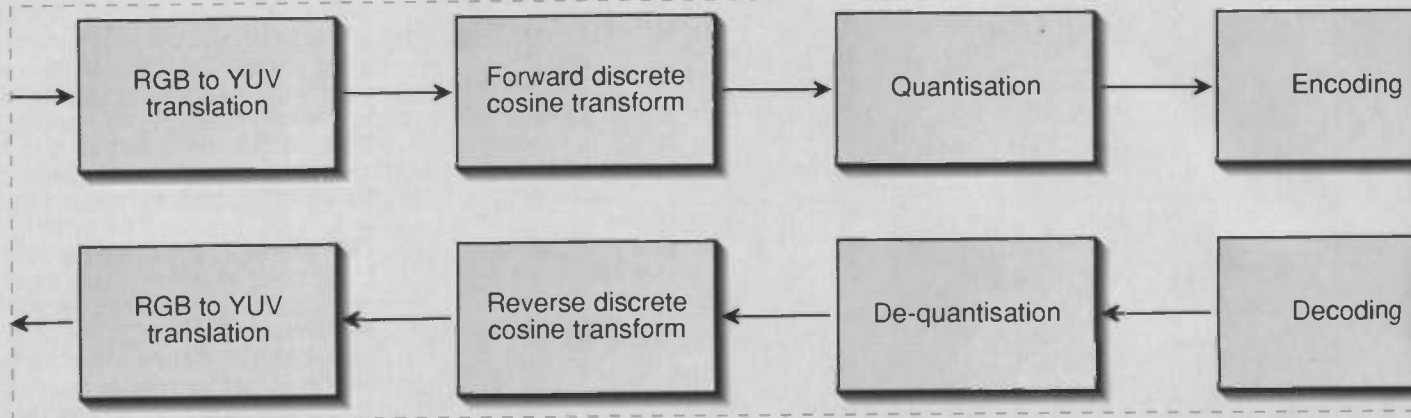 RGB to YUV
translation
Forward discrete
cosine transform
Quantisation
Encoding
RGB to YUV
translation
Reverse discrete
cosine transform
De-quantisation
Decoding